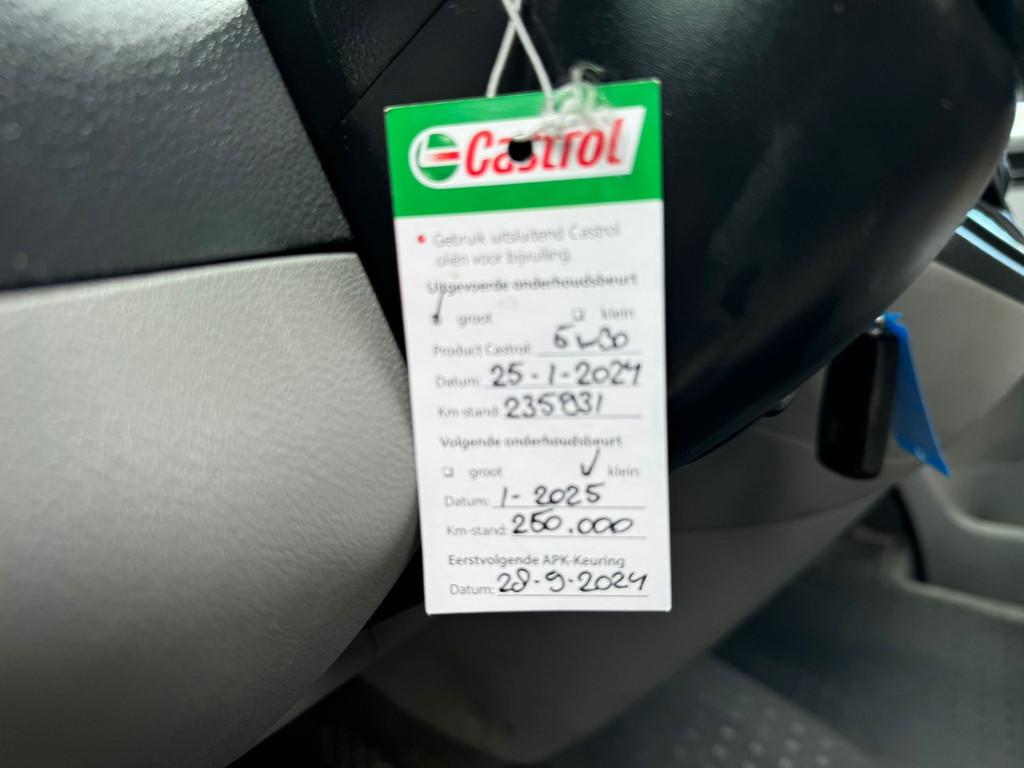 Castrol
• Gebruik uitsluitend Castrol
oliën voor bijvulling.
Uitgevoerde onderhoudsbeurt
groot klein
Product Castrol: 5w30
Datum: 25-1-2024
Km-stand: 235831
Volgende onderhoudsbeurt
groot klein
Datum: 1-2025
Km-stand: 250.000
Eerstvolgende APK-Keuring
Datum: 28-9-2024